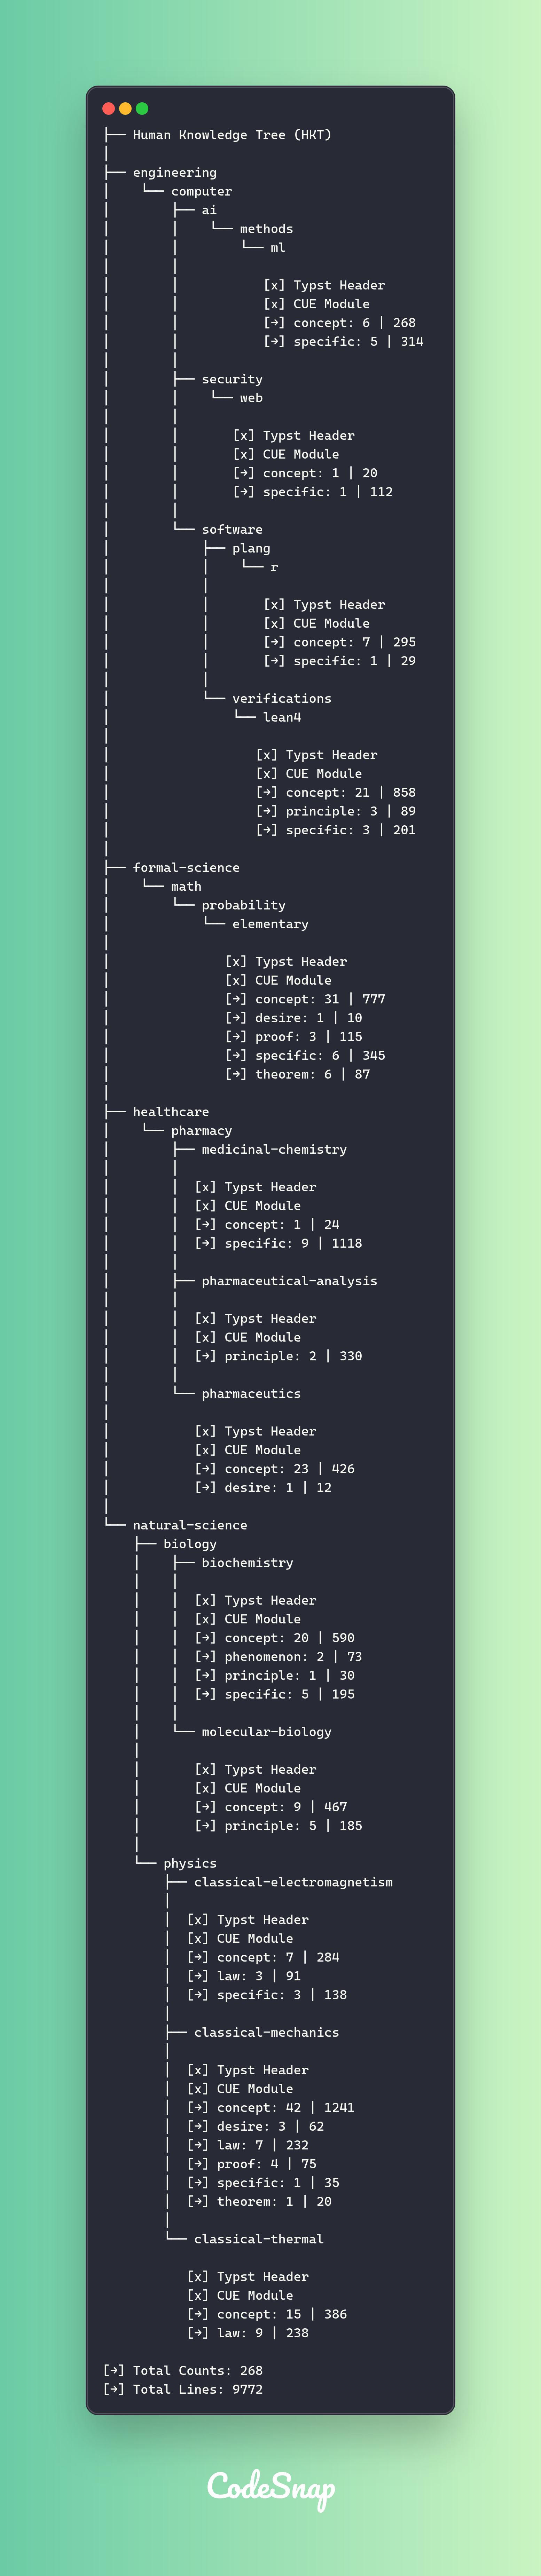 ├── Human Knowledge Tree (HKT)
│
├── engineering
│    └── computer
│        ├── ai
│        │    └── methods
│        │        └── ml
│        │
│        │           [x] Typst Header
│        │           [x] CUE Module
│        │           [→] concept: 6 | 268
│        │           [→] specific: 5 | 314
│        │
│        ├── security
│        │    └── web
│        │
│        │       [x] Typst Header
│        │       [x] CUE Module
│        │       [→] concept: 1 | 20
│        │       [→] specific: 1 | 112
│        │
│        └── software
│            ├── plang
│            │    └── r
│            │
│            │       [x] Typst Header
│            │       [x] CUE Module
│            │       [→] concept: 7 | 295
│            │       [→] specific: 1 | 29
│            │
│            └── verifications
│                └── lean4
│
│                   [x] Typst Header
│                   [x] CUE Module
│                   [→] concept: 21 | 858
│                   [→] principle: 3 | 89
│                   [→] specific: 3 | 201
│
├── formal-science
│    └── math
│        └── probability
│            └── elementary
│
│               [x] Typst Header
│               [x] CUE Module
│               [→] concept: 31 | 777
│               [→] desire: 1 | 10
│               [→] proof: 3 | 115
│               [→] specific: 6 | 345
│               [→] theorem: 6 | 87
│
├── healthcare
│    └── pharmacy
│        ├── medicinal-chemistry
│        │
│        │  [x] Typst Header
│        │  [x] CUE Module
│        │  [→] concept: 1 | 24
│        │  [→] specific: 9 | 1118
│        │
│        ├── pharmaceutical-analysis
│        │
│        │  [x] Typst Header
│        │  [x] CUE Module
│        │  [→] principle: 2 | 330
│        │
│        └── pharmaceutics
│
│           [x] Typst Header
│           [x] CUE Module
│           [→] concept: 23 | 426
│           [→] desire: 1 | 12
│
└── natural-science
    ├── biology
    │    ├── biochemistry
    │    │
    │    │  [x] Typst Header
    │    │  [x] CUE Module
    │    │  [→] concept: 20 | 590
    │    │  [→] phenomenon: 2 | 73
    │    │  [→] principle: 1 | 30
    │    │  [→] specific: 5 | 195
    │    │
    │    └── molecular-biology
    │
    │       [x] Typst Header
    │       [x] CUE Module
    │       [→] concept: 9 | 467
    │       [→] principle: 5 | 185
    │
    └── physics
        ├── classical-electromagnetism
        │
        │  [x] Typst Header
        │  [x] CUE Module
        │  [→] concept: 7 | 284
        │  [→] law: 3 | 91
        │  [→] specific: 3 | 138
        │
        ├── classical-mechanics
        │
        │  [x] Typst Header
        │  [x] CUE Module
        │  [→] concept: 42 | 1241
        │  [→] desire: 3 | 62
        │  [→] law: 7 | 232
        │  [→] proof: 4 | 75
        │  [→] specific: 1 | 35
        │  [→] theorem: 1 | 20
        │
        └── classical-thermal

           [x] Typst Header
           [x] CUE Module
           [→] concept: 15 | 386
           [→] law: 9 | 238

[→] Total Counts: 268
[→] Total Lines: 9772
CodeSnap